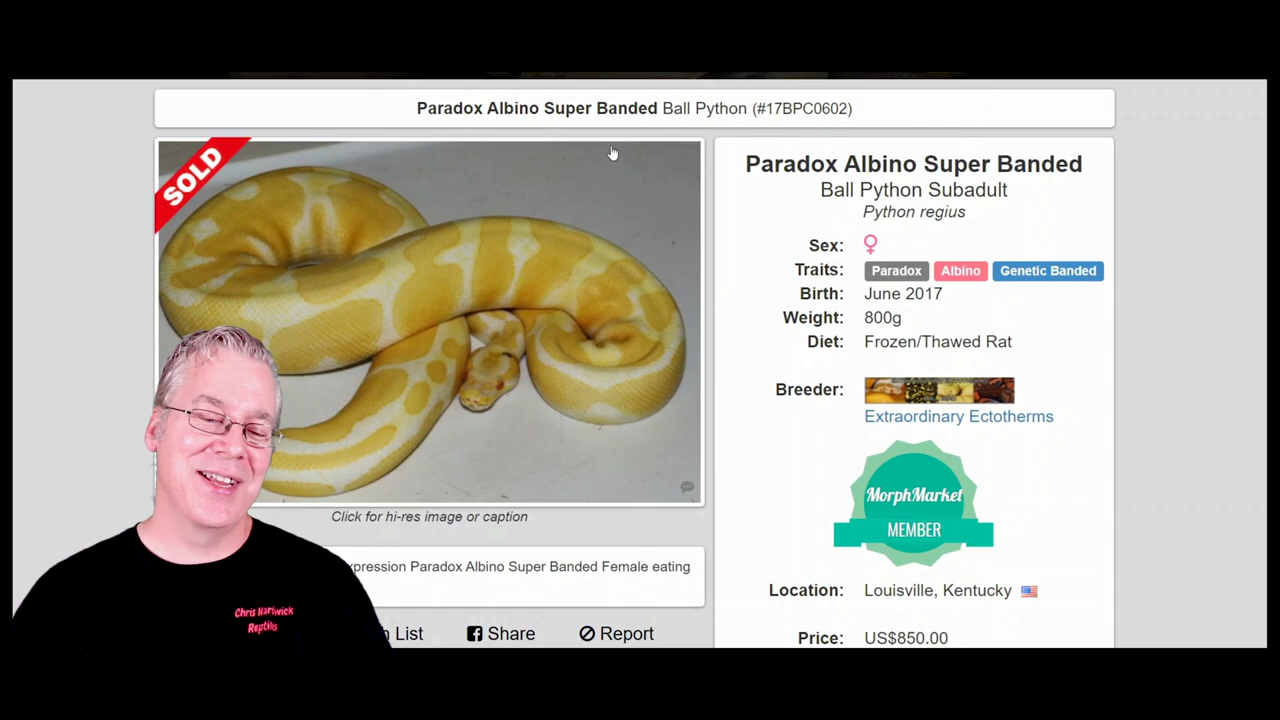 Paradox Albino Super Banded Ball Python (#17BPC0602)
SOLD
Click for hi-res image or caption
xpression Paradox Albino Super Banded Female eating
List
Share
Report
Paradox Albino Super Banded
Ball Python Subadult
Python regius
Sex: ♀
Traits: Paradox Albino Genetic Banded
Birth: June 2017
Weight: 800g
Diet: Frozen/Thawed Rat
Breeder:
Extraordinary Ectotherms
MorphMarket
MEMBER
Location: Louisville, Kentucky
Price: US$850.00
Chris Hartwick
Reptiles